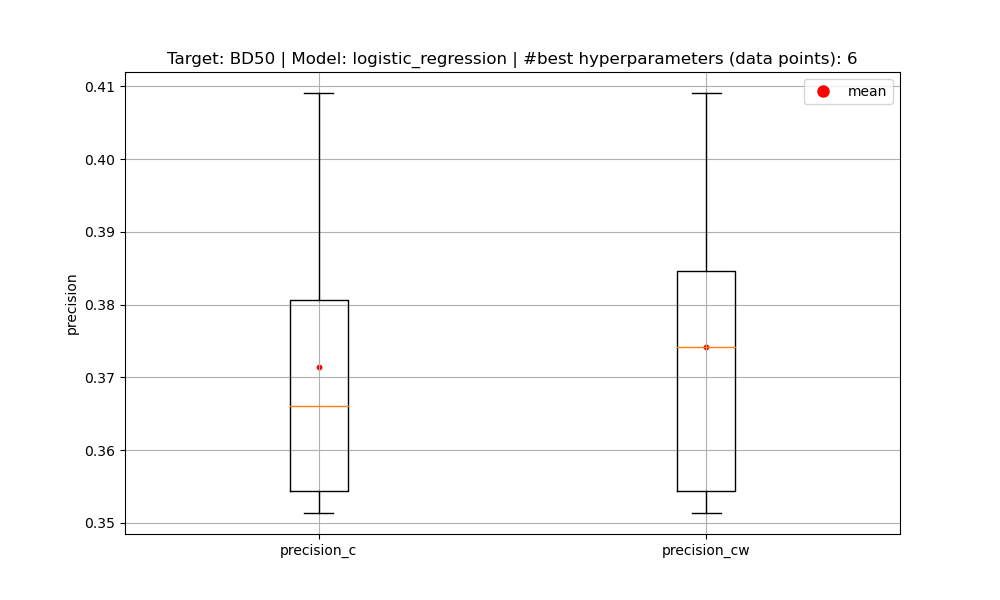 Target: BD50 | Model: logistic_regression | #best hyperparameters (data points): 6
mean
0.41
0.40
0.39
0.38
0.37
0.36
0.35
precision
precision_c
precision_cw